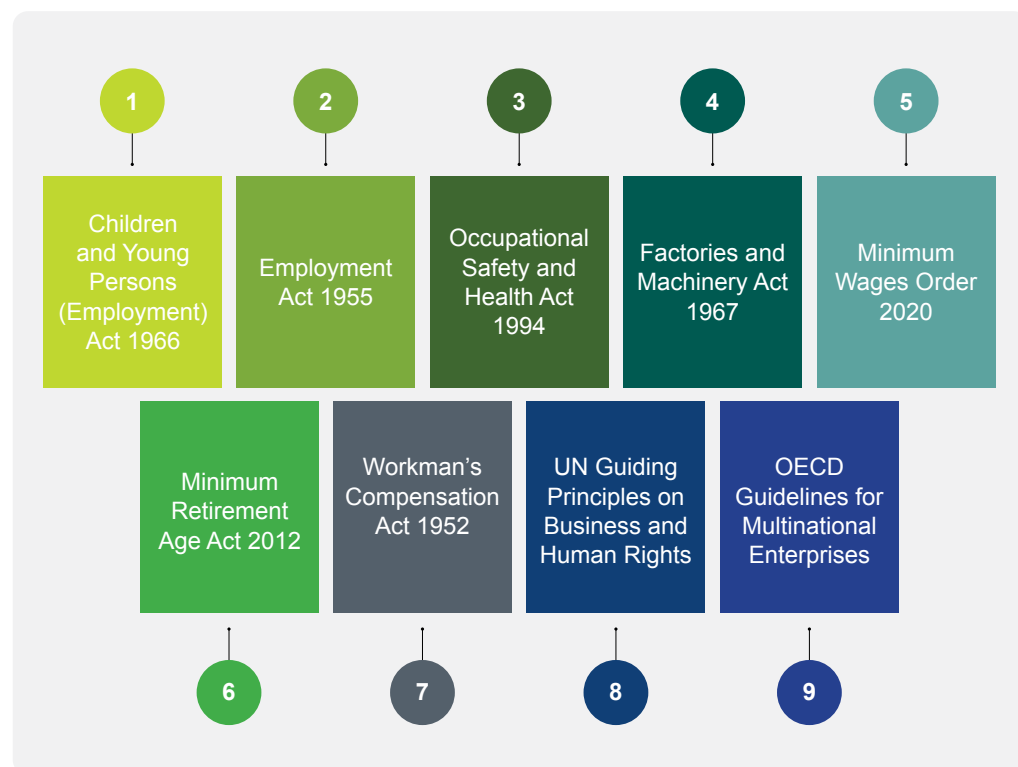 1
Children
and Young
Persons
(Employment)
Act 1966
2
Employment
Act 1955
3
Occupational
Safety and
Health Act
1994
4
Factories and
Machinery Act
1967
5
Minimum
Wages Order
2020
Minimum
Retirement
Age Act 2012
6
Workman’s
Compensation
Act 1952
7
UN Guiding
Principles on
Business and
Human Rights
8
OECD
Guidelines for
Multinational
Enterprises
9